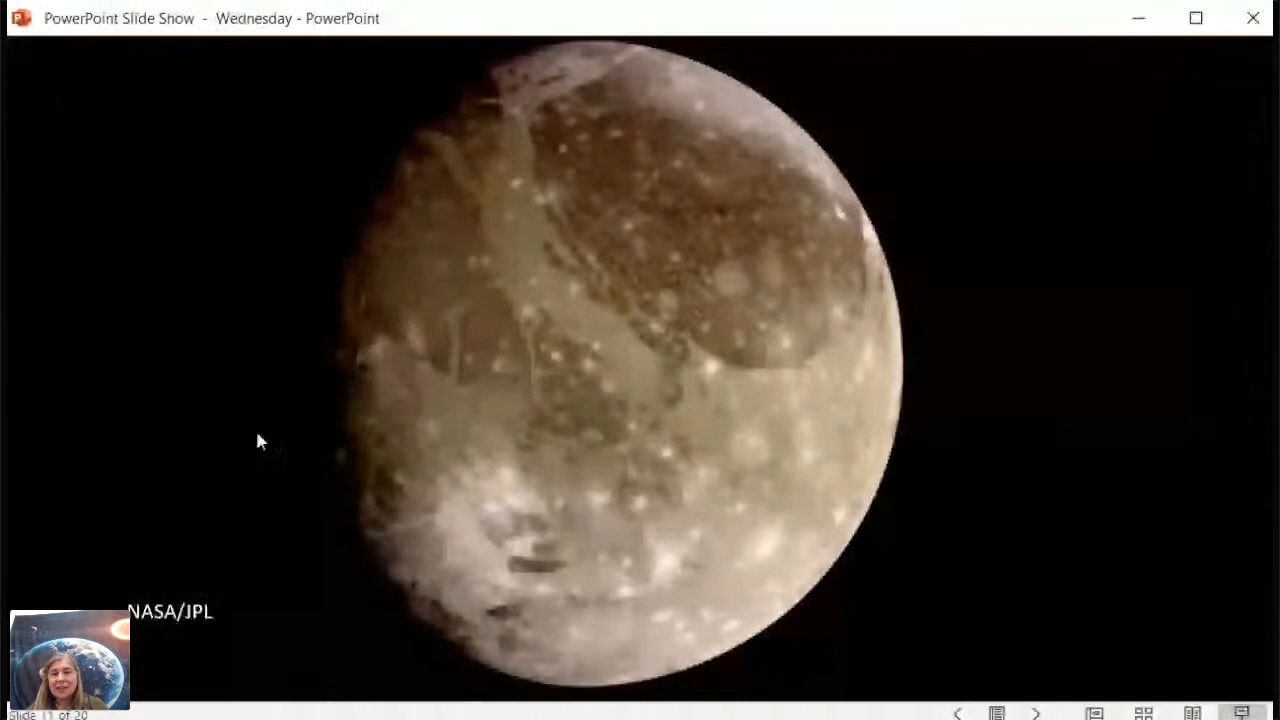 PowerPoint Slide Show - Wednesday - PowerPoint
NASA/JPL
Slide 11 of 20